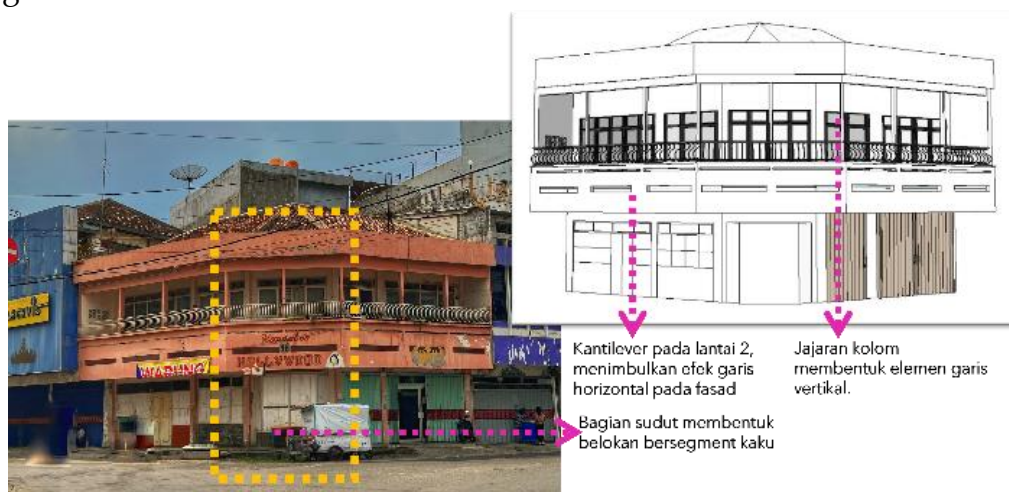 WARUNG
HOLLYWOOD
Kantilever pada lantai 2,
menimbulkan efek garis
horizontal pada fasad
Jajaran kolom
membentuk elemen garis
vertikal.
Bagian sudut membentuk
belokan bersegment kaku